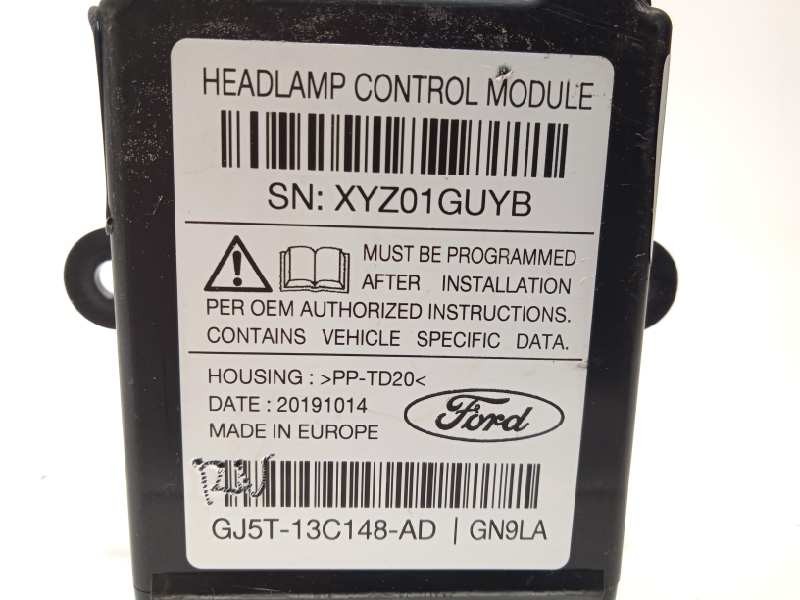 HEADLAMP CONTROL MODULE
SN: XYZ01GUYB
MUST BE PROGRAMMED
AFTER INSTALLATION
PER OEM AUTHORIZED INSTRUCTIONS.
CONTAINS VEHICLE SPECIFIC DATA.
HOUSING : >PP-TD20<
DATE : 20191014
MADE IN EUROPE
Ford
GJ5T-13C148-AD | GN9LA